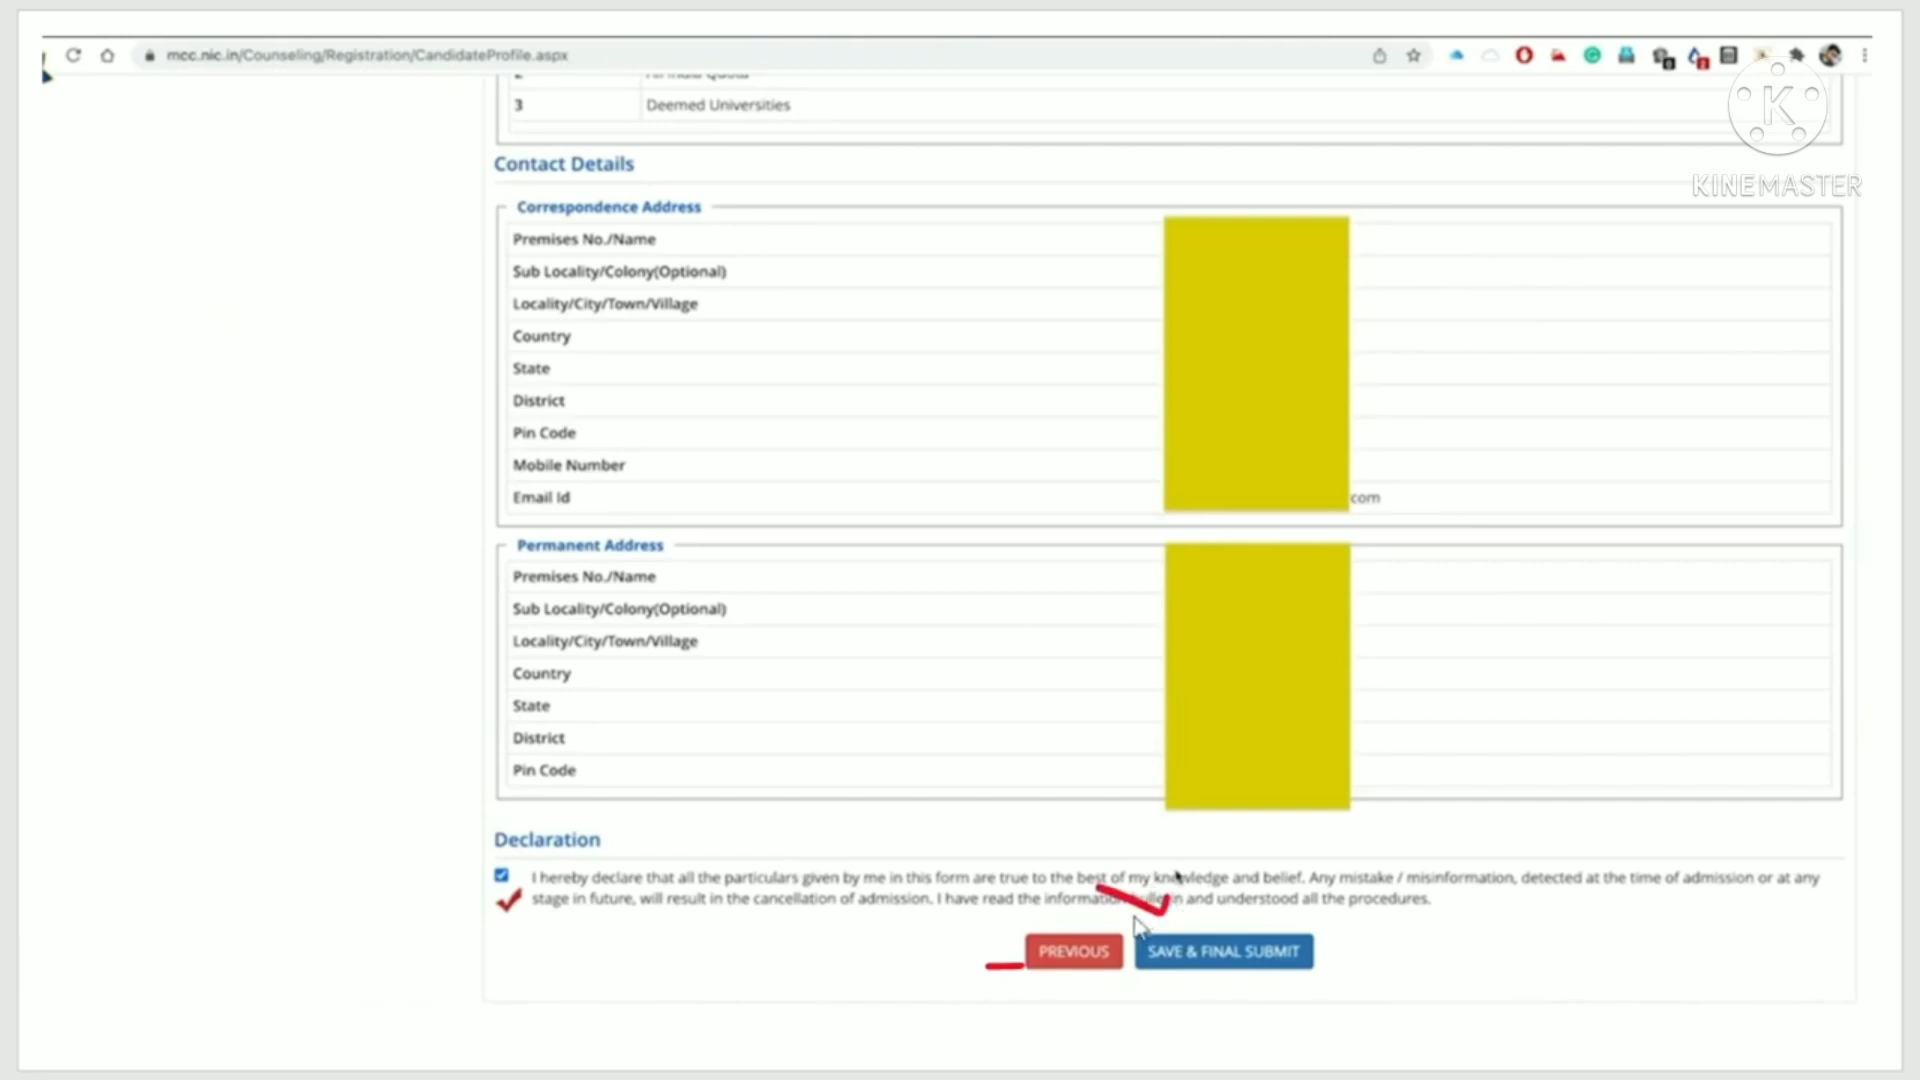 mcc.nic.in/Counseling/Registration/CandidateProfile.aspx
2 All India Quota
3 Deemed Universities
K
KINEMASTER
Contact Details
Correspondence Address
Premises No./Name
Sub Locality/Colony(Optional)
Locality/City/Town/Village
Country
State
District
Pin Code
Mobile Number
Email Id com
Permanent Address
Premises No./Name
Sub Locality/Colony(Optional)
Locality/City/Town/Village
Country
State
District
Pin Code
Declaration
I hereby declare that all the particulars given by me in this form are true to the best of my knowledge and belief. Any mistake / misinformation, detected at the time of admission or at any
stage in future, will result in the cancellation of admission. I have read the information bulletin and understood all the procedures.
PREVIOUS SAVE & FINAL SUBMIT